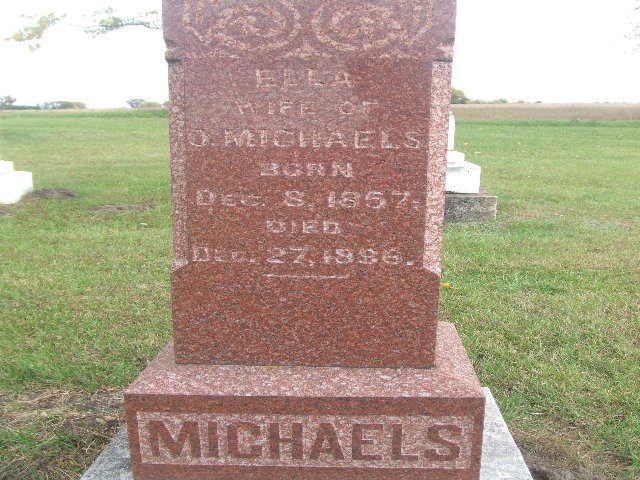 ELLA
WIFE OF
O. MICHAELS
BORN
DEC. 8, 1857.
DIED
DEC. 27, 1896.
MICHAELS